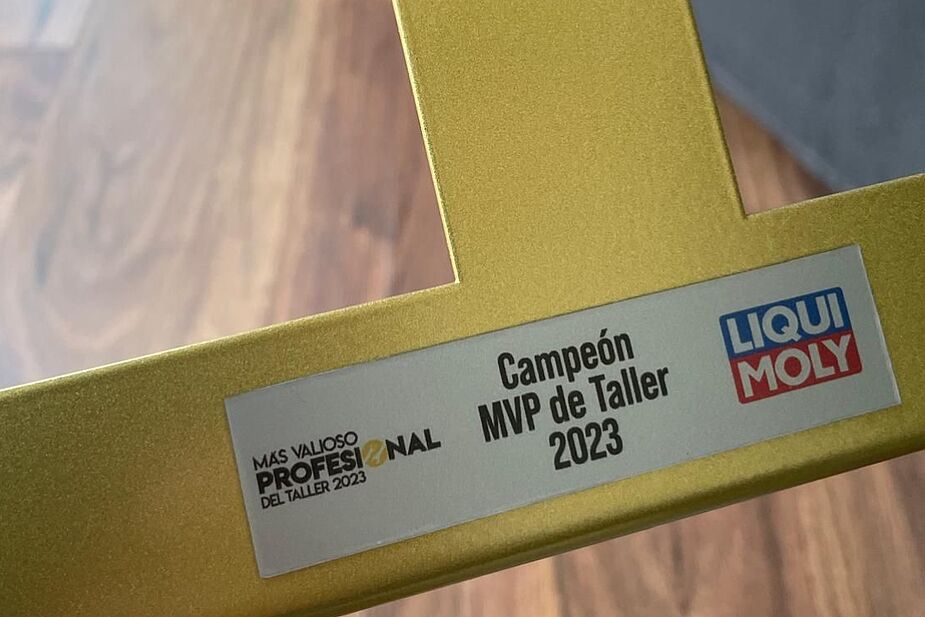 MÁS VALIOSO
PROFESIONAL
DEL TALLER 2023
Campeón
MVP de Taller
2023
LIQUI
MOLY